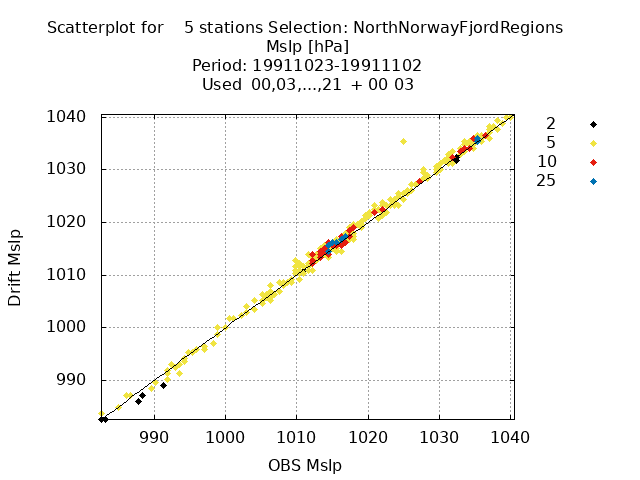 Scatterplot for    5 stations Selection: NorthNorwayFjordRegions
Mslp [hPa]
Period: 19911023-19911102
Used  00,03,...,21  + 00 03
2
5
10
25
Drift Mslp
1040
1030
1020
1010
1000
990
990 1000 1010 1020 1030 1040
OBS Mslp